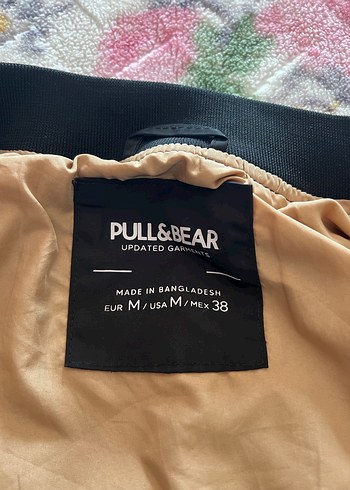 PULL&BEAR
UPDATED GARMENTS
MADE IN BANGLADESH
EUR M / USA M / MEX 38